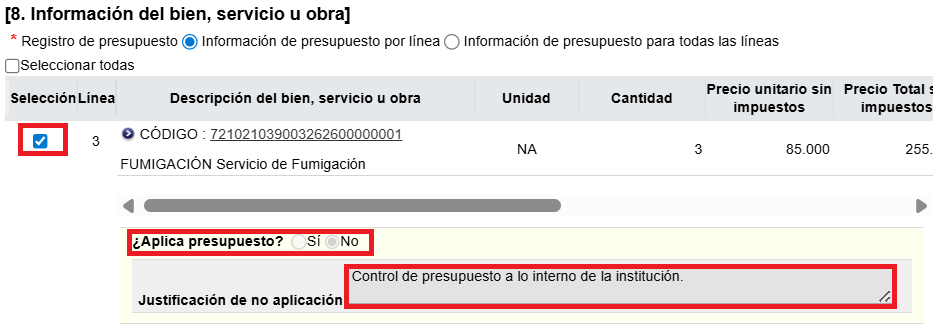 [8. Información del bien, servicio u obra]
* Registro de presupuesto Información de presupuesto por línea Información de presupuesto para todas las líneas
Seleccionar todas
Selección Línea Descripción del bien, servicio u obra Unidad Cantidad Precio unitario sin impuestos Precio Total s impuestos
3 CÓDIGO : 721021039003262600000001 NA 3 85.000 255.
FUMIGACIÓN Servicio de Fumigación
¿Aplica presupuesto? Sí No
Justificación de no aplicación Control de presupuesto a lo interno de la institución.